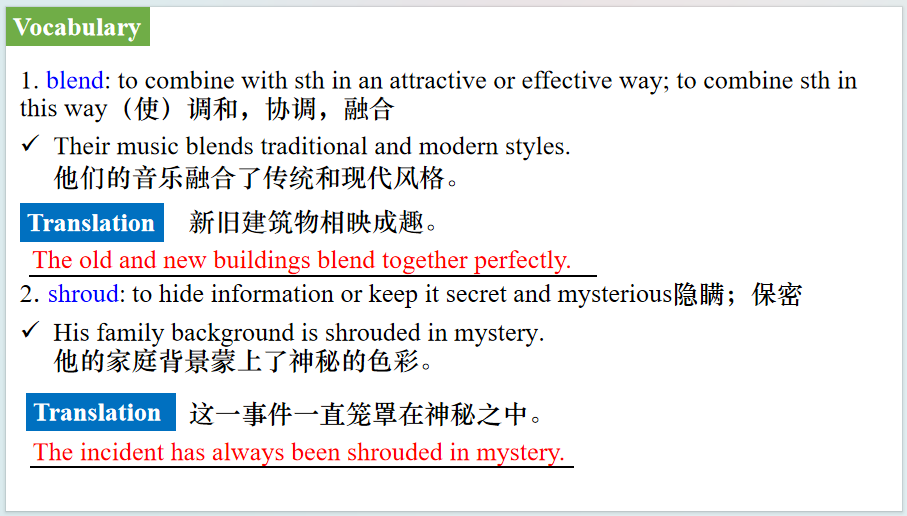 Vocabulary
1. blend: to combine with sth in an attractive or effective way; to combine sth in
this way（使）调和，协调，融合
✓ Their music blends traditional and modern styles.
他们的音乐融合了传统和现代风格。
Translation 新旧建筑物相映成趣。
The old and new buildings blend together perfectly.
2. shroud: to hide information or keep it secret and mysterious隐瞒；保密
✓ His family background is shrouded in mystery.
他的家庭背景蒙上了神秘的色彩。
Translation 这一事件一直笼罩在神秘之中。
The incident has always been shrouded in mystery.